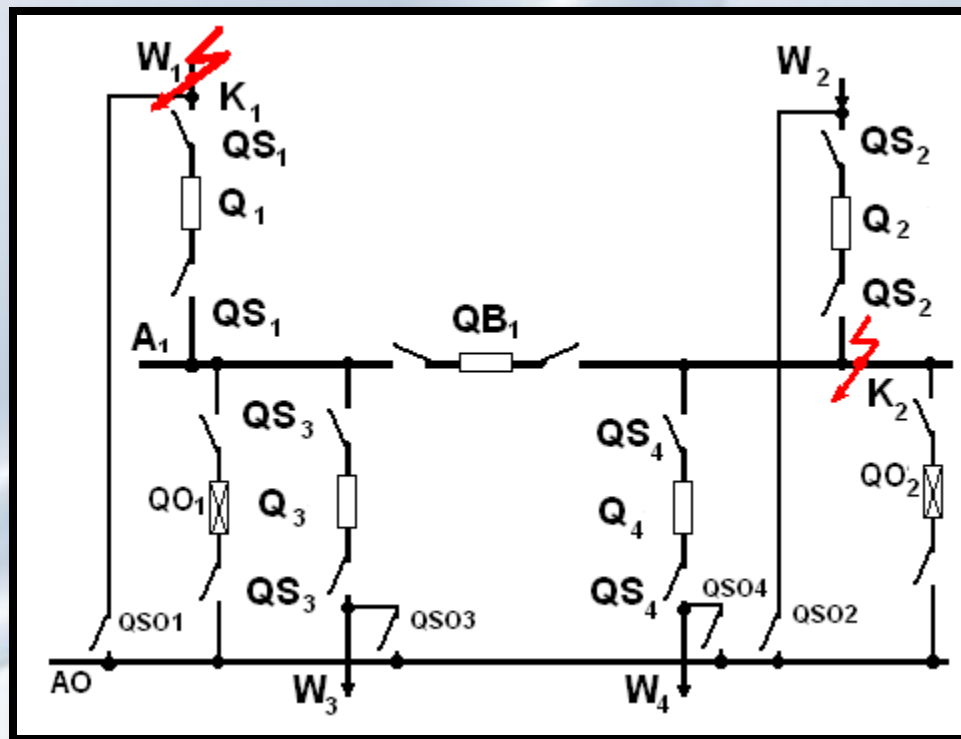 W₁
K₁
QS₁
Q₁
QS₁
A₁
W₂
QS₂
Q₂
QS₂
QB₁
K₂
QS₃
QO₁
Q₃
QS₃
QS₄
Q₄
QS₄
QO₂
QSO1
QSO3
QSO4
QSO2
AO
W₃
W₄